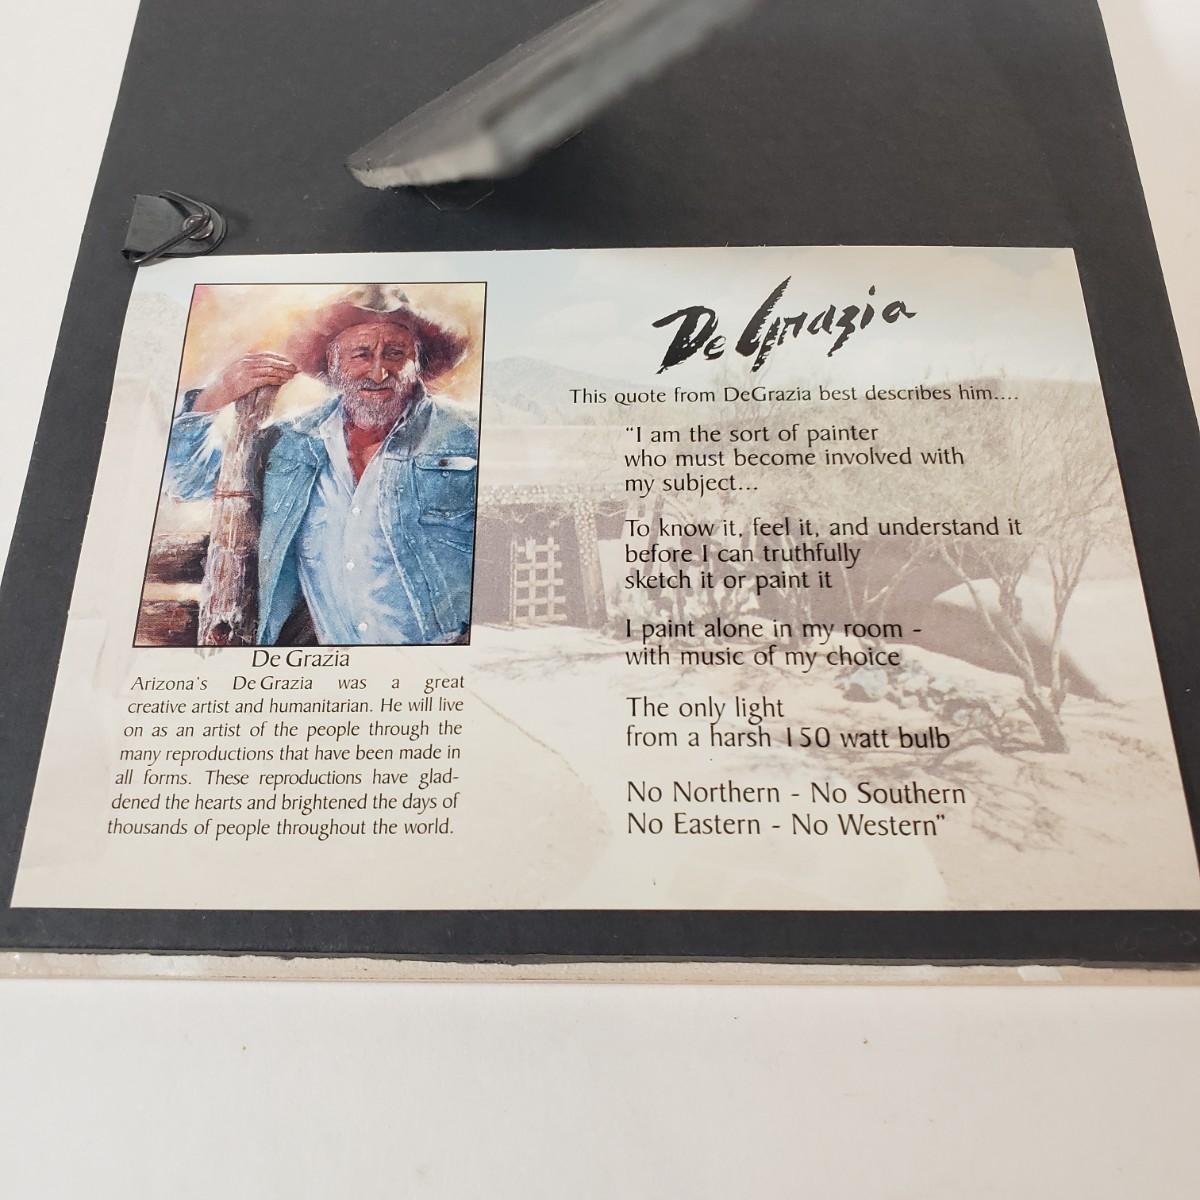 De Grazia
Arizona's De Grazia was a great
creative artist and humanitarian. He will live
on as an artist of the people through the
many reproductions that have been made in
all forms. These reproductions have glad-
dened the hearts and brightened the days of
thousands of people throughout the world.
De Grazia
This quote from DeGrazia best describes him....
“I am the sort of painter
who must become involved with
my subject...
To know it, feel it, and understand it
before I can truthfully
sketch it or paint it
I paint alone in my room -
with music of my choice
The only light
from a harsh 150 watt bulb
No Northern - No Southern
No Eastern - No Western”